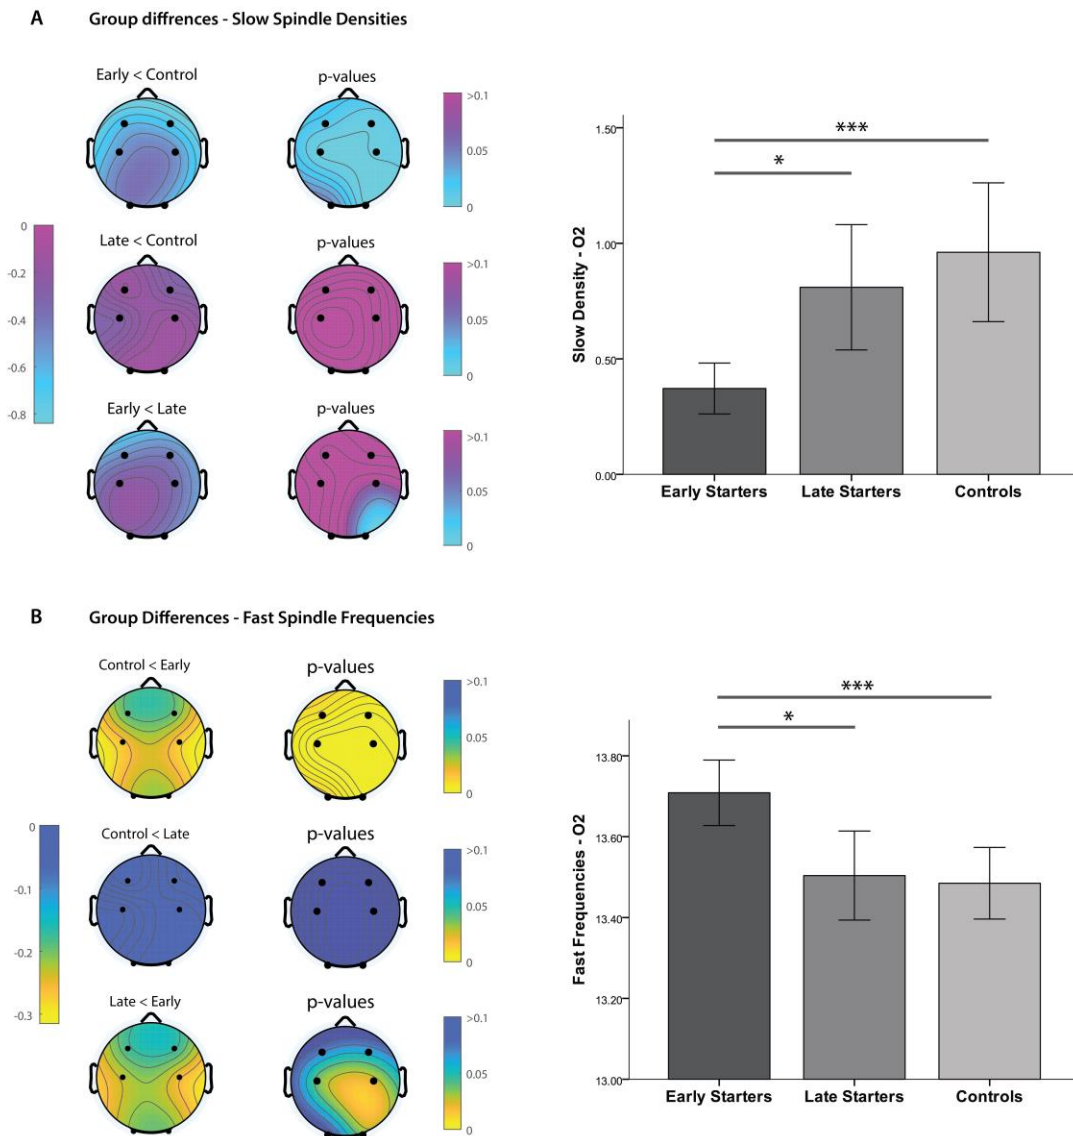 A Group diffrences - Slow Spindle Densities
Early < Control
p-values
>0.1
0.05
0
Late < Control
p-values
0
-0.2
-0.4
-0.6
-0.8
>0.1
0.05
0
Early < Late
p-values
>0.1
0.05
0
Slow Density - O2
1.50
1.00
0.50
0.00
***
*
Early Starters Late Starters Controls
B Group Differences - Fast Spindle Frequencies
Control < Early
p-values
>0.1
0.05
0
Control < Late
p-values
0
-0.1
-0.2
-0.3
>0.1
0.05
0
Late < Early
p-values
>0.1
0.05
0
Fast Frequencies - O2
13.80
13.60
13.40
13.20
13.00
***
*
Early Starters Late Starters Controls